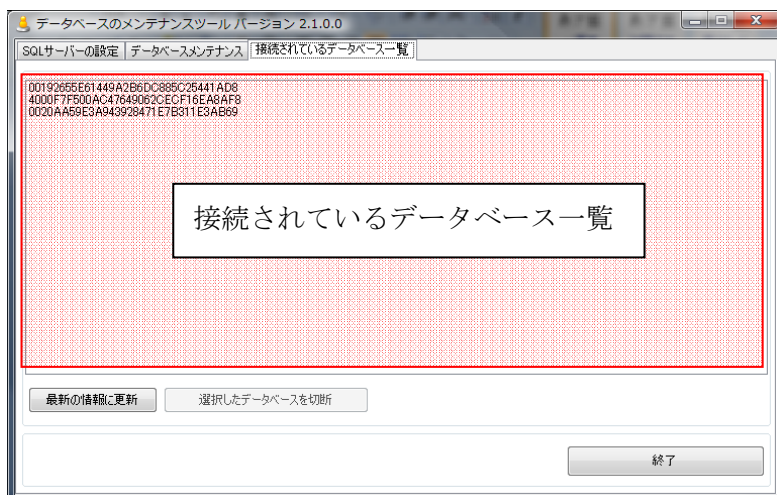 データベースのメンテナンスツール バージョン 2.1.0.0
SQLサーバーの設定 データベースメンテナンス 接続されているデータベース一覧
00192655E61449A2B6DC885C25441AD8
4000F7F500AC47649062CECF16EA8AF8
0020AA59E3A943928471E7B311E3AB69
接続されているデータベース一覧
最新の情報に更新 選択したデータベースを切断
終了